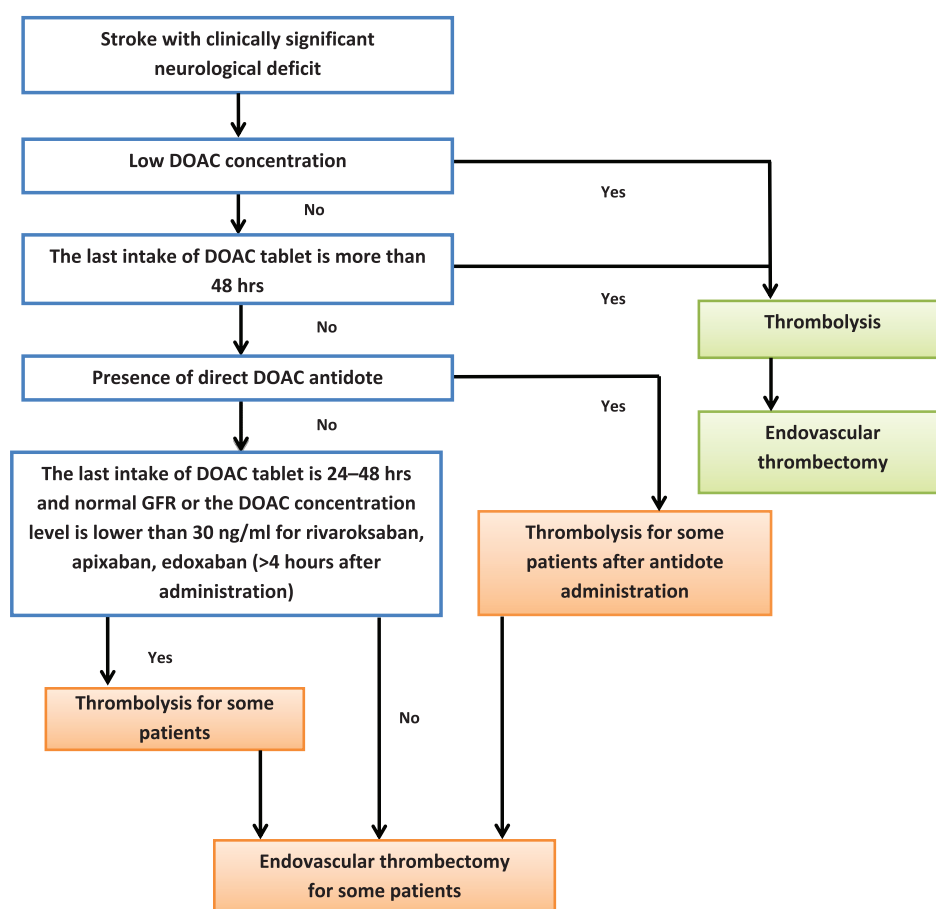 Stroke with clinically significant
neurological deficit
Low DOAC concentration
Yes
No
The last intake of DOAC tablet is more than
48 hrs
Yes
No
Thrombolysis
Presence of direct DOAC antidote
Yes
No
Endovascular
thrombectomy
The last intake of DOAC tablet is 24–48 hrs
and normal GFR or the DOAC concentration
level is lower than 30 ng/ml for rivaroksaban,
apixaban, edoxaban (>4 hours after
administration)
Thrombolysis for some
patients after antidote
administration
Yes
Thrombolysis for some
patients
No
Endovascular thrombectomy
for some patients